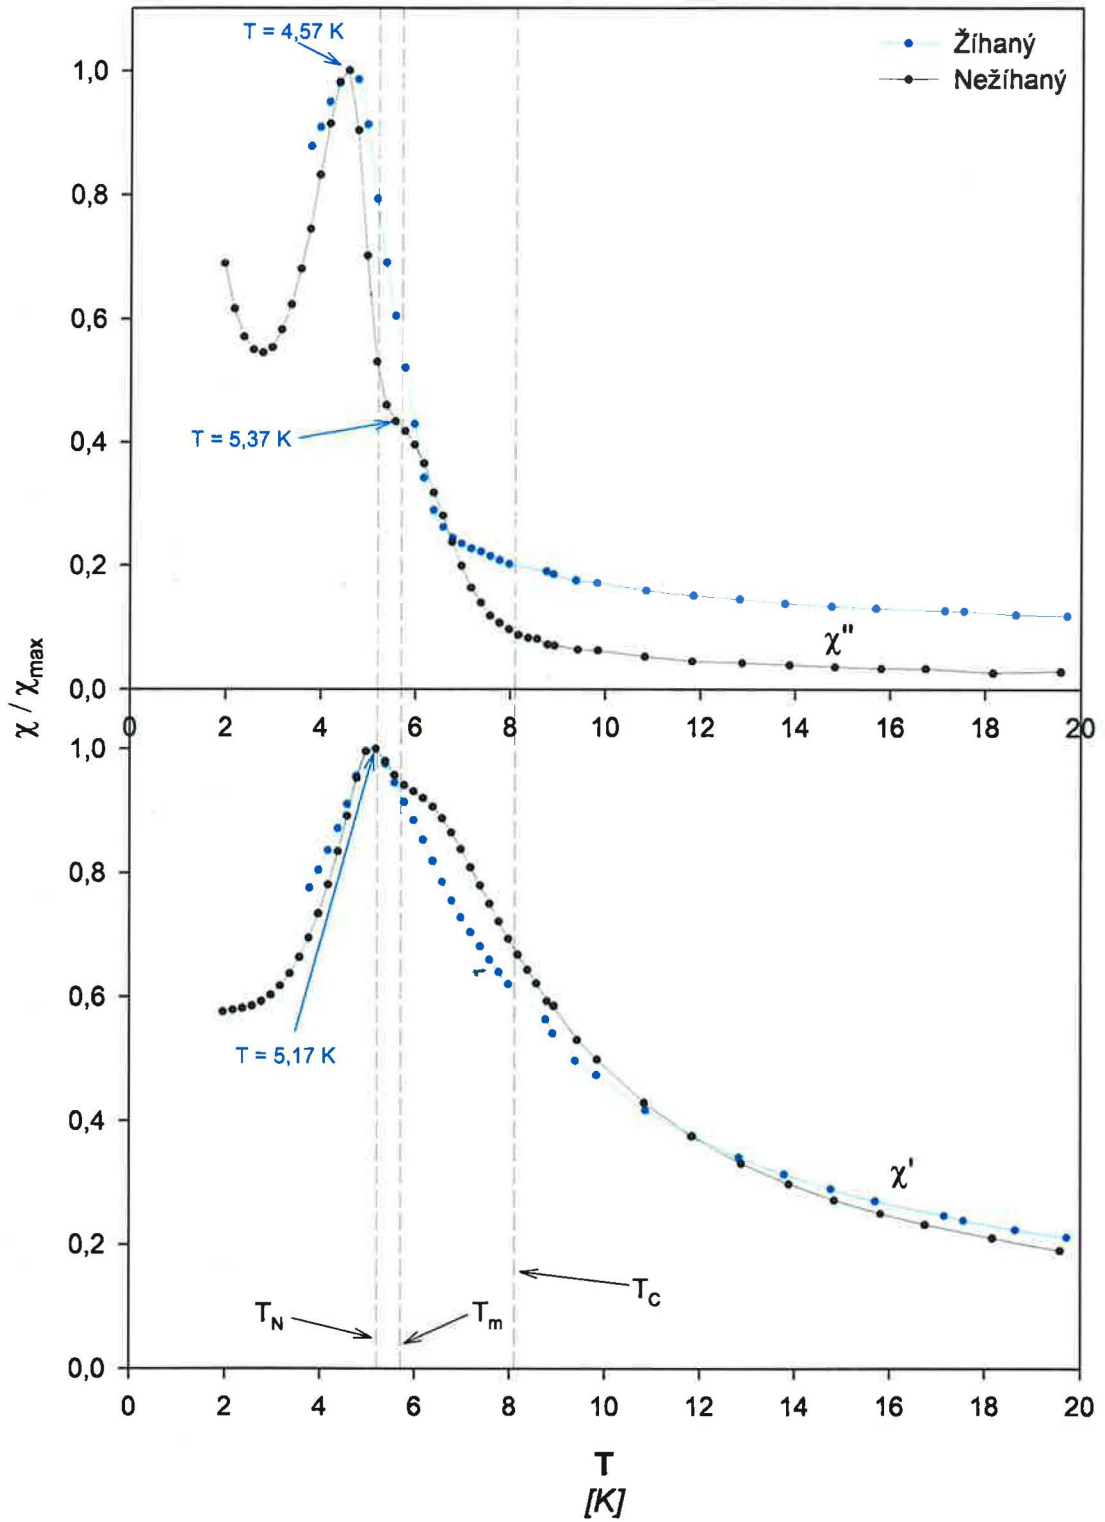 T = 4,57 K
Žíhaný
Nežíhaný
1,0
0,8
0,6
0,4
T = 5,37 K
0,2
χ''
0,0
χ / χmax
0 2 4 6 8 10 12 14 16 18 20
1,0
0,8
0,6
T = 5,17 K
0,4
χ'
0,2
TC
TN
Tm
0,0
0 2 4 6 8 10 12 14 16 18 20
T
[K]